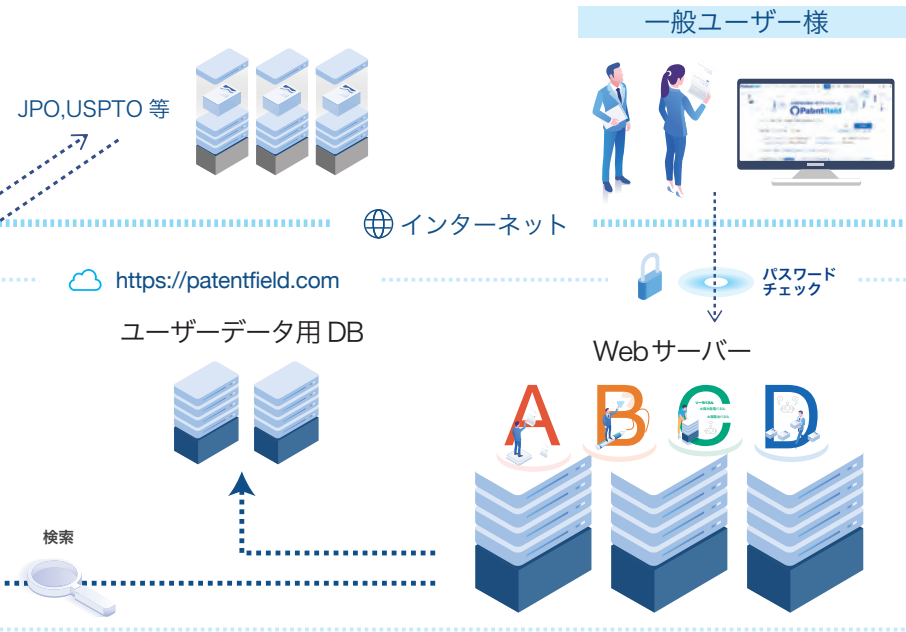 一般ユーザー様
JPO,USPTO 等
Patentfield
インターネット
https://patentfield.com
パスワード
チェック
ユーザーデータ用 DB
Webサーバー
A B C D
検索